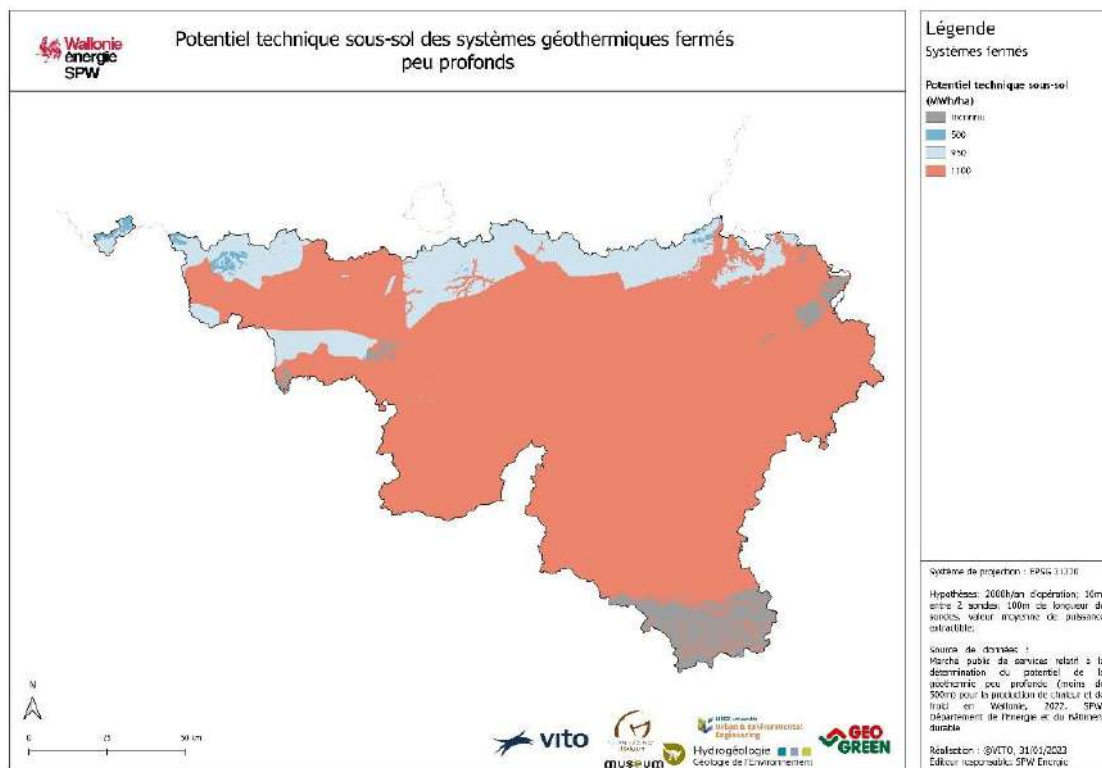 Wallonie
énergie
SPW
Potentiel technique sous-sol des systèmes géothermiques fermés
peu profonds
Légende
Systèmes fermés
Potentiel technique sous-sol
(MWh/ha)
Inconnu
500
950
1100
Système de projection : EPSG 31370
Hypothèses: 2000h/an d'opération; 10m
entre 2 sondes; 100m de longueur de
sondes, valeur moyenne de puissance
extractible;
Source de données :
Marché public de services relatif à la
détermination du potentiel de la
géothermie peu profonde (moins de
500m) pour la production de chaleur et de
froid en Wallonie, 2022. SPW
Département de l'Energie et du Bâtiment
durable
Réalisation : @VITO, 31/01/2023
Éditeur responsable: SPW Energie
N
0
25
50 km
vito
museum
Urban & Environmental
Engineering
Hydrogéologie
Géologie de l'Environnement
GEO
GREEN